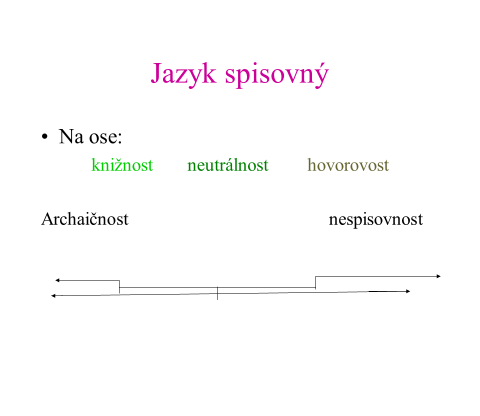 Jazyk spisovný
• Na ose:
knižnost neutrálnost hovorovost
Archaičnost nespisovnost